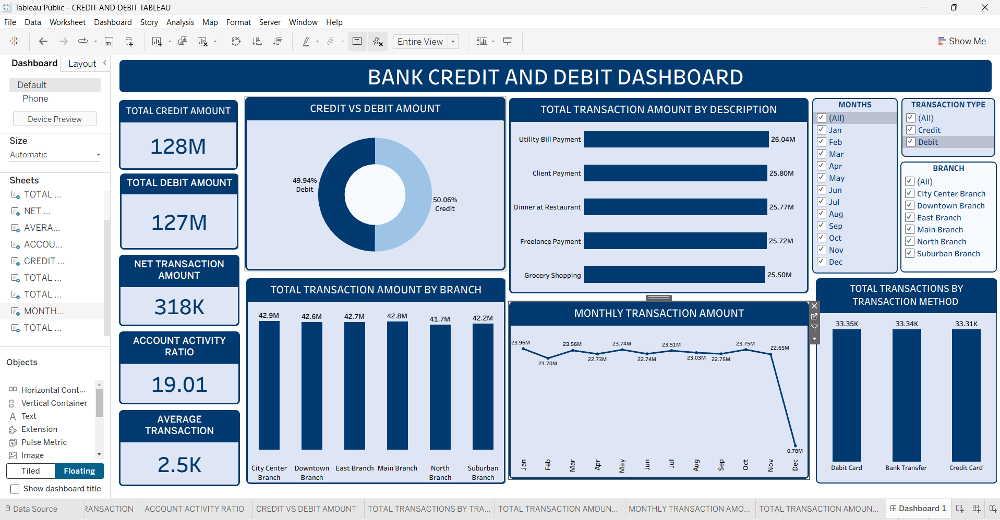 Tableau Public - CREDIT AND DEBIT TABLEAU
File Data Worksheet Dashboard Story Analysis Map Format Server Window Help
Entire View
Show Me
Dashboard
Layout
Default
Phone
Device Preview
Size
Automatic
Sheets
TOTAL ...
NET ...
AVERA...
ACCOU...
CREDIT ...
TOTAL ...
TOTAL ...
MONTH...
TOTAL ...
Objects
Horizontal Cont...
Vertical Container
Text
Extension
Pulse Metric
Image
Tiled
Floating
Show dashboard title
BANK CREDIT AND DEBIT DASHBOARD
TOTAL CREDIT AMOUNT
128M
TOTAL DEBIT AMOUNT
127M
NET TRANSACTION
AMOUNT
318K
ACCOUNT ACTIVITY
RATIO
19.01
AVERAGE
TRANSACTION
2.5K
CREDIT VS DEBIT AMOUNT
49.94%
Debit
50.06%
Credit
TOTAL TRANSACTION AMOUNT BY BRANCH
42.9M 42.6M 42.7M 42.8M 41.7M 42.2M
City Center
Branch
Downtown
Branch
East Branch
Main Branch
North
Branch
Suburban
Branch
TOTAL TRANSACTION AMOUNT BY DESCRIPTION
Utility Bill Payment 26.04M
Client Payment 25.80M
Dinner at Restaurant 25.77M
Freelance Payment 25.72M
Grocery Shopping 25.50M
MONTHLY TRANSACTION AMOUNT
23.96M 21.70M 23.56M 22.73M 23.74M 22.74M 23.51M 23.03M 22.75M 23.75M 22.65M 0.78M
Jan Feb Mar Apr May Jun Jul Aug Sep Oct Nov Dec
MONTHS
(All)
Jan
Feb
Mar
Apr
May
Jun
Jul
Aug
Sep
Oct
Nov
Dec
TRANSACTION TYPE
(All)
Credit
Debit
BRANCH
(All)
City Center Branch
Downtown Branch
East Branch
Main Branch
North Branch
Suburban Branch
TOTAL TRANSACTIONS BY
TRANSACTION METHOD
33.35K 33.34K 33.31K
Debit Card Bank Transfer Credit Card
Data Source
RANSACTION
ACCOUNT ACTIVITY RATIO
CREDIT VS DEBIT AMOUNT
TOTAL TRANSACTIONS BY TRA...
TOTAL TRANSACTION AMOUN...
MONTHLY TRANSACTION AMO...
TOTAL TRANSACTION AMOUN...
Dashboard 1